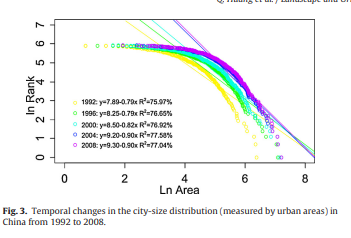 Q. Huang et al. / Landscape and
7
6
5
4
3
2
1
0
ln Rank
1992: y=7.89-0.79x R²=75.97%
1996: y=8.25-0.79x R²=76.65%
2000: y=8.50-0.82x R²=76.92%
2004: y=9.20-0.90x R²=77.58%
2008: y=9.30-0.90x R²=77.04%
0 2 4 6 8
Ln Area
Fig. 3. Temporal changes in the city-size distribution (measured by urban areas) in
China from 1992 to 2008.